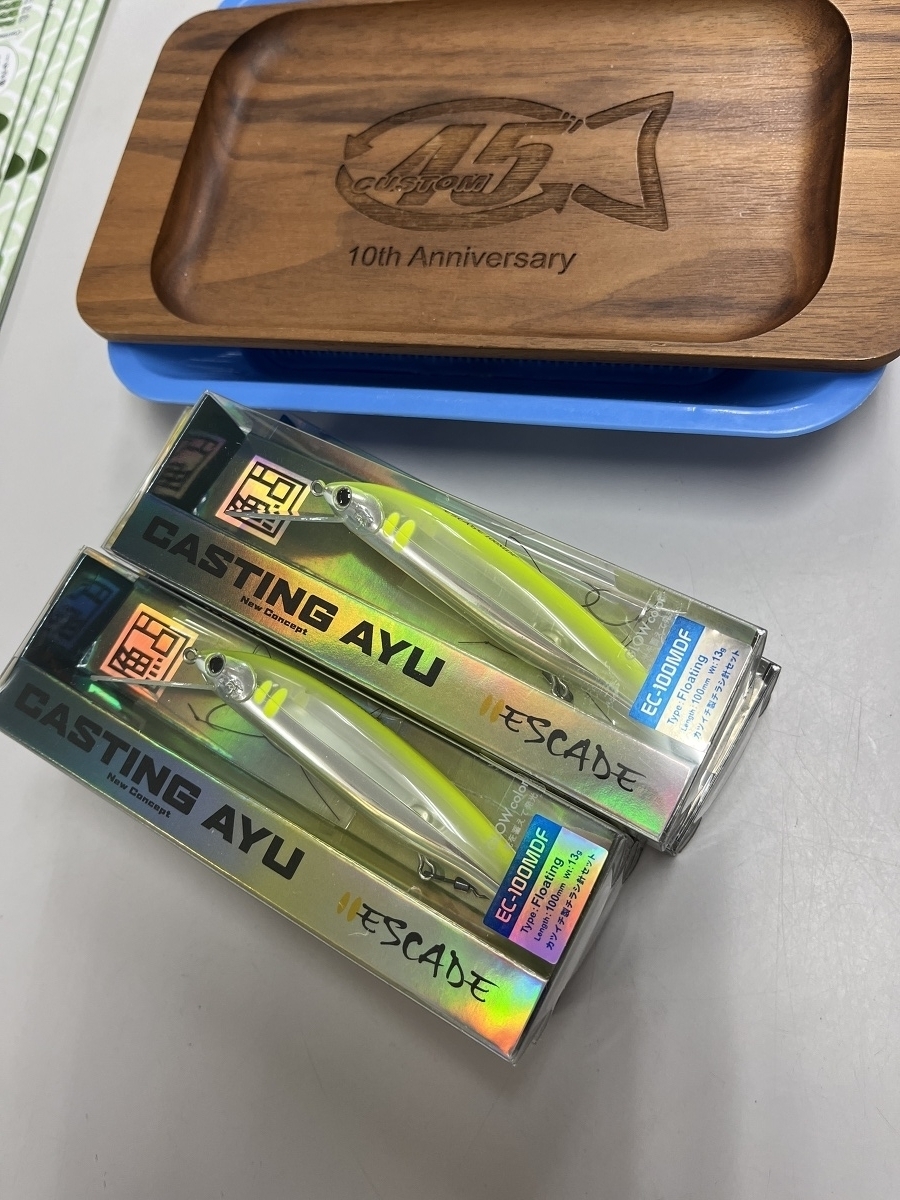 45
CUSTOM
10th Anniversary
鮎
CASTING AYU
New Concept
ESCADE
EC-100MDF
Type:Floating
Length:100mm Wt:13g
カツイチ製チラシ針セット
鮎
CASTING AYU
New Concept
ESCADE
EC-100MDF
Type:Floating
Length:100mm Wt:13g
カツイチ製チラシ針セット